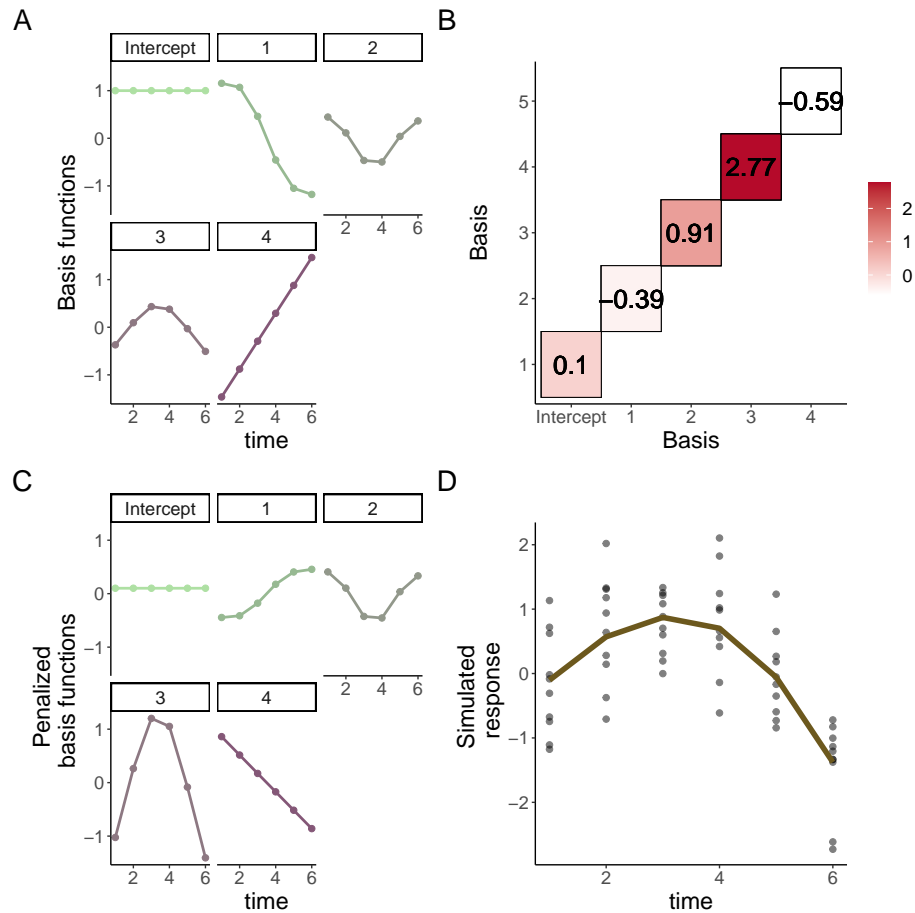 A
Intercept 1 2
1
0
−1
2 4 6
3 4
1
0
−1
2 4 6 2 4 6
Basis functions
time
B
5
4
3
2
1
−0.59
2.77
0.91
−0.39
0.1
Intercept 1 2 3 4
Basis
Basis
2
1
0
C
Intercept 1 2
1
0
−1
2 4 6
3 4
1
0
−1
2 4 6 2 4 6
Penalized
basis functions
time
D
2
1
0
−1
−2
2 4 6
Simulated
response
time